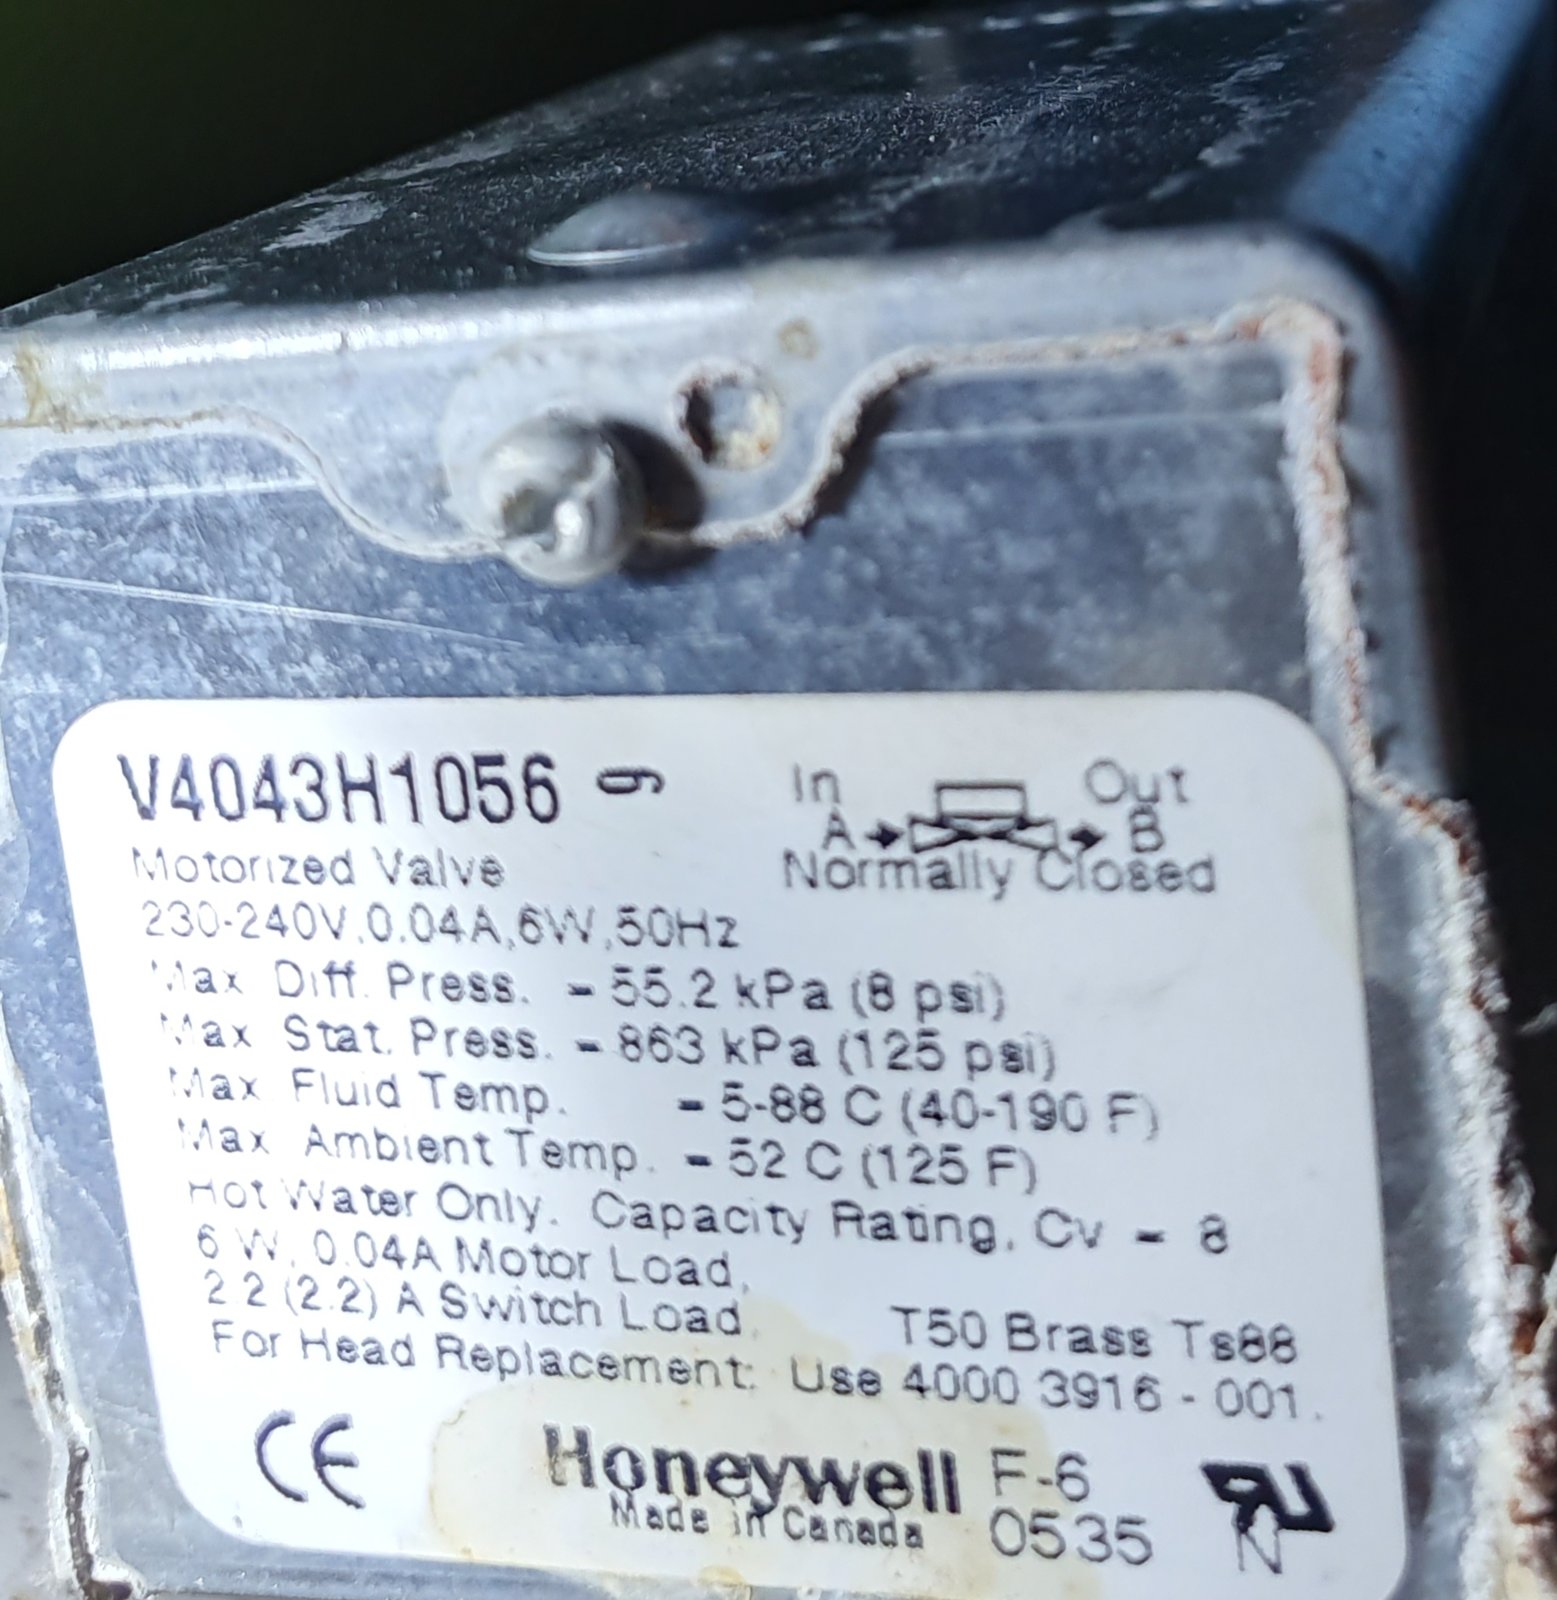 V4043H1056 6
In Out
A B
Motorized Valve
Normally Closed
230-240V,0.04A,6W,50Hz
Max Diff. Press. - 55.2 kPa (8 psi)
Max Stat. Press. - 863 kPa (125 psi)
Max Fluid Temp. - 5-88 C (40-190 F)
Max Ambient Temp. - 52 C (125 F)
Hot Water Only. Capacity Rating, Cv - 8
6 W, 0.04A Motor Load,
2.2 (2.2) A Switch Load. T50 Brass Ts88
For Head Replacement: Use 4000 3916 - 001.
CE
Honeywell F-6
Made in Canada 0535